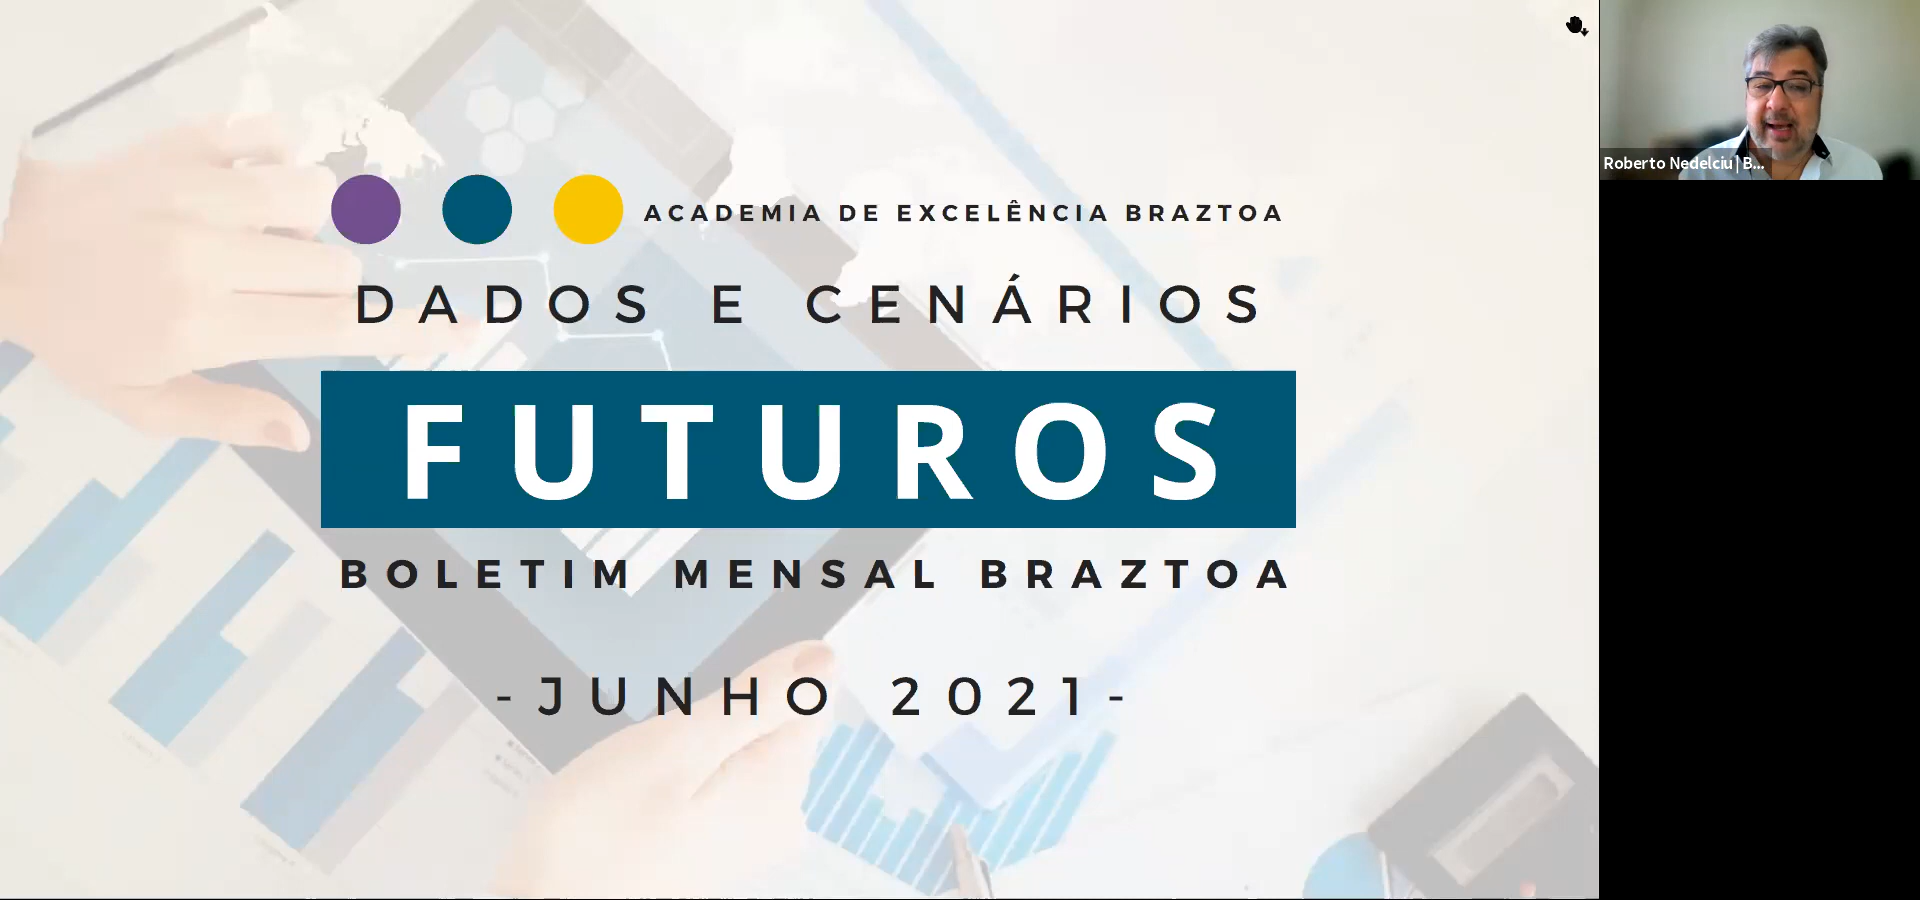 ACADEMIA DE EXCELÊNCIA BRAZTOA
DADOS E CENÁRIOS
FUTUROS
BOLETIM MENSAL BRAZTOA
-JUNHO 2021-
Roberto Nedelciu | B...